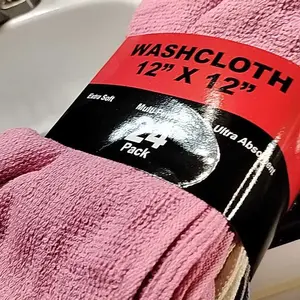 WASHCLOTH
12" X 12"
Extra Soft
Ultra Absorbent
24
Pack